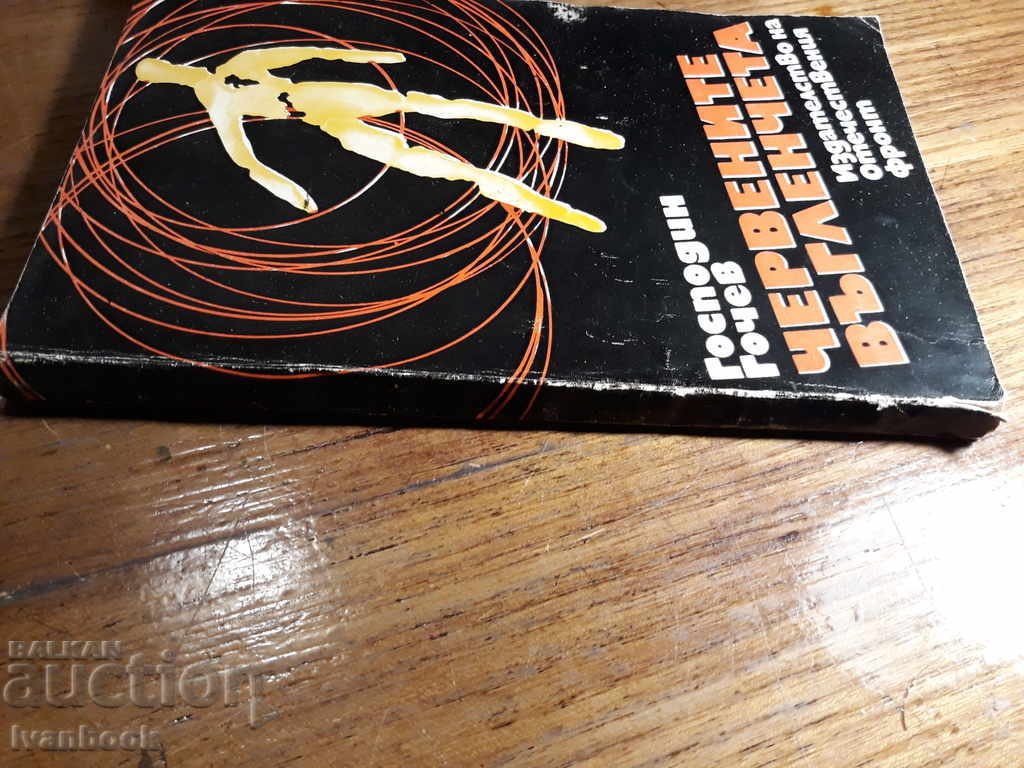 Господин
Гочев
ЧЕРВЕНИТЕ
ВЪГЛЕНЧЕТА
Издателство на
Отечествения
фронт
BALKAN
auction
Ivanbook